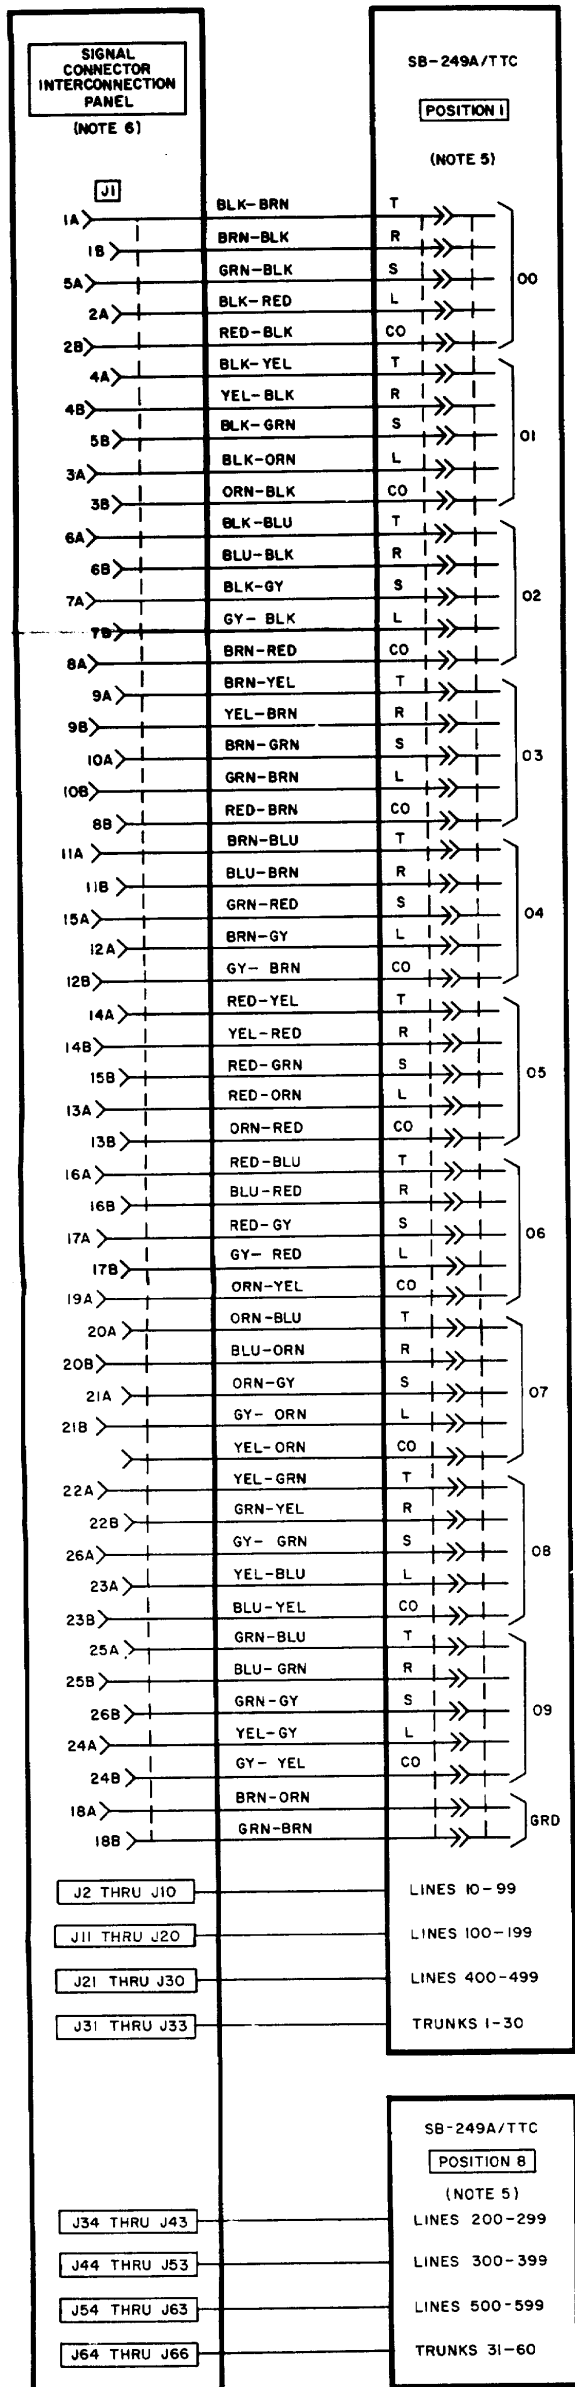 SIGNAL
CONNECTOR
INTERCONNECTION
PANEL
(NOTE 6)
SB-249A/TTC
POSITION 1
(NOTE 5)
J1
1A BLK-BRN T
1B BRN-BLK R
5A GRN-BLK S 00
2A BLK-RED L
2B RED-BLK CO
4A BLK-YEL T
4B YEL-BLK R
5B BLK-GRN S 01
3A BLK-ORN L
3B ORN-BLK CO
6A BLK-BLU T
6B BLU-BLK R
7A BLK-GY S 02
7B GY- BLK L
8A BRN-RED CO
9A BRN-YEL T
9B YEL-BRN R
10A BRN-GRN S 03
10B GRN-BRN L
8B RED-BRN CO
11A BRN-BLU T
11B BLU-BRN R
15A GRN-RED S 04
12A BRN-GY L
12B GY- BRN CO
14A RED-YEL T
14B YEL-RED R
15B RED-GRN S 05
13A RED-ORN L
13B ORN-RED CO
16A RED-BLU T
16B BLU-RED R
17A RED-GY S 06
17B GY- RED L
19A ORN-YEL CO
20A ORN-BLU T
20B BLU-ORN R
21A ORN-GY S 07
21B GY- ORN L
YEL-ORN CO
22A YEL-GRN T
22B GRN-YEL R
26A GY- GRN S 08
23A YEL-BLU L
23B BLU-YEL CO
25A GRN-BLU T
25B BLU-GRN R
26B GRN-GY S 09
24A YEL-GY L
24B GY- YEL CO
18A BRN-ORN GRD
18B GRN-BRN
J2 THRU J10 LINES 10-99
J11 THRU J20 LINES 100-199
J21 THRU J30 LINES 400-499
J31 THRU J33 TRUNKS 1-30
SB-249A/TTC
POSITION 8
(NOTE 5)
J34 THRU J43 LINES 200-299
J44 THRU J53 LINES 300-399
J54 THRU J63 LINES 500-599
J64 THRU J66 TRUNKS 31-60